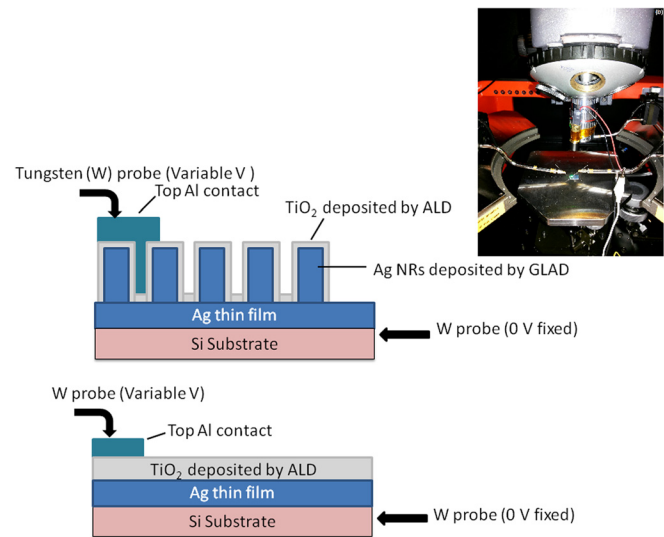 (b)
Tungsten (W) probe (Variable V )
Top Al contact
TiO₂ deposited by ALD
Ag NRs deposited by GLAD
Ag thin film
W probe (0 V fixed)
Si Substrate
W probe (Variable V)
Top Al contact
TiO₂ deposited by ALD
Ag thin film
Si Substrate
W probe (0 V fixed)